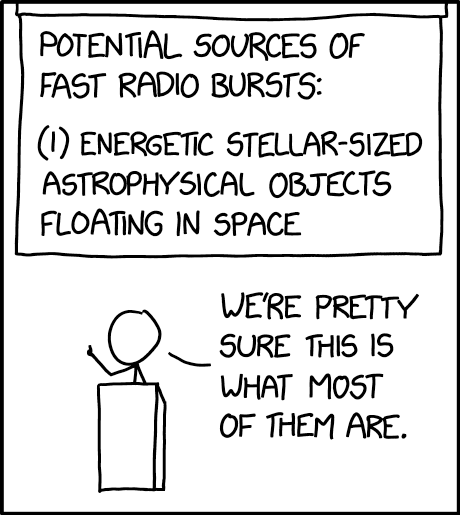 POTENTIAL SOURCES OF
FAST RADIO BURSTS:
(1) ENERGETIC STELLAR-SIZED
ASTROPHYSICAL OBJECTS
FLOATING IN SPACE
WE'RE PRETTY
SURE THIS IS
WHAT MOST
OF THEM ARE.